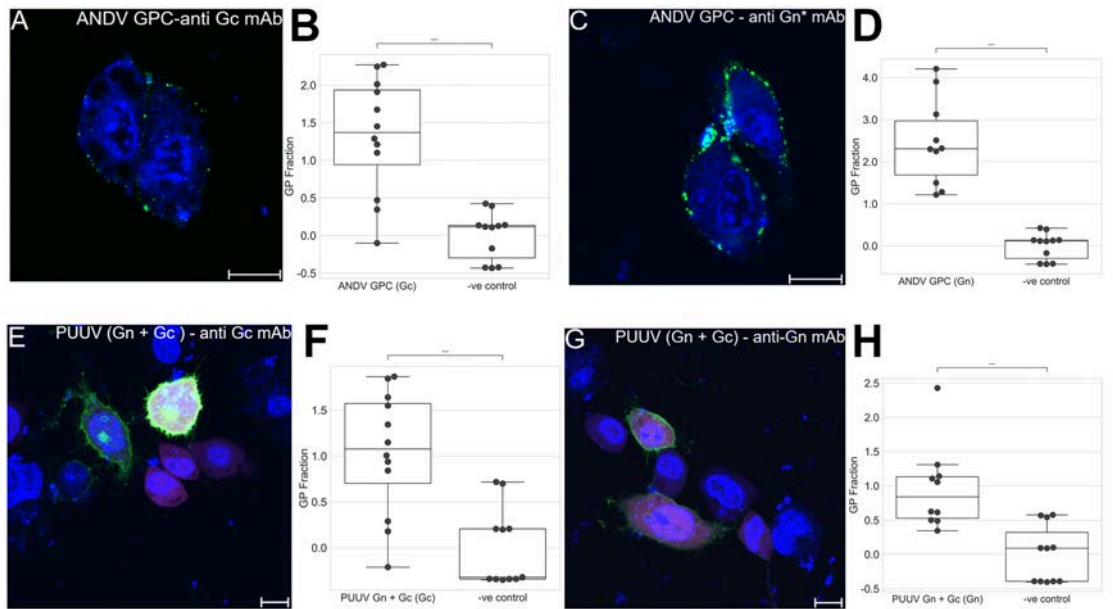 A ANDV GPC-anti Gc mAb
B
GP Fraction
2.0
1.5
1.0
0.5
0.0
-0.5
ANDV GPC (Gc) -ve control
C ANDV GPC - anti Gn* mAb
D
GP Fraction
4.0
3.0
2.0
1.0
0.0
ANDV GPC (Gn) -ve control
E PUUV (Gn + Gc ) - anti Gc mAb
F
GP Fraction
1.5
1.0
0.5
0.0
PUUV Gn + Gc (Gc) -ve control
G PUUV (Gn + Gc) - anti-Gn mAb
H
GP Fraction
2.5
2.0
1.5
1.0
0.5
0.0
-0.5
PUUV Gn + Gc (Gn) -ve control